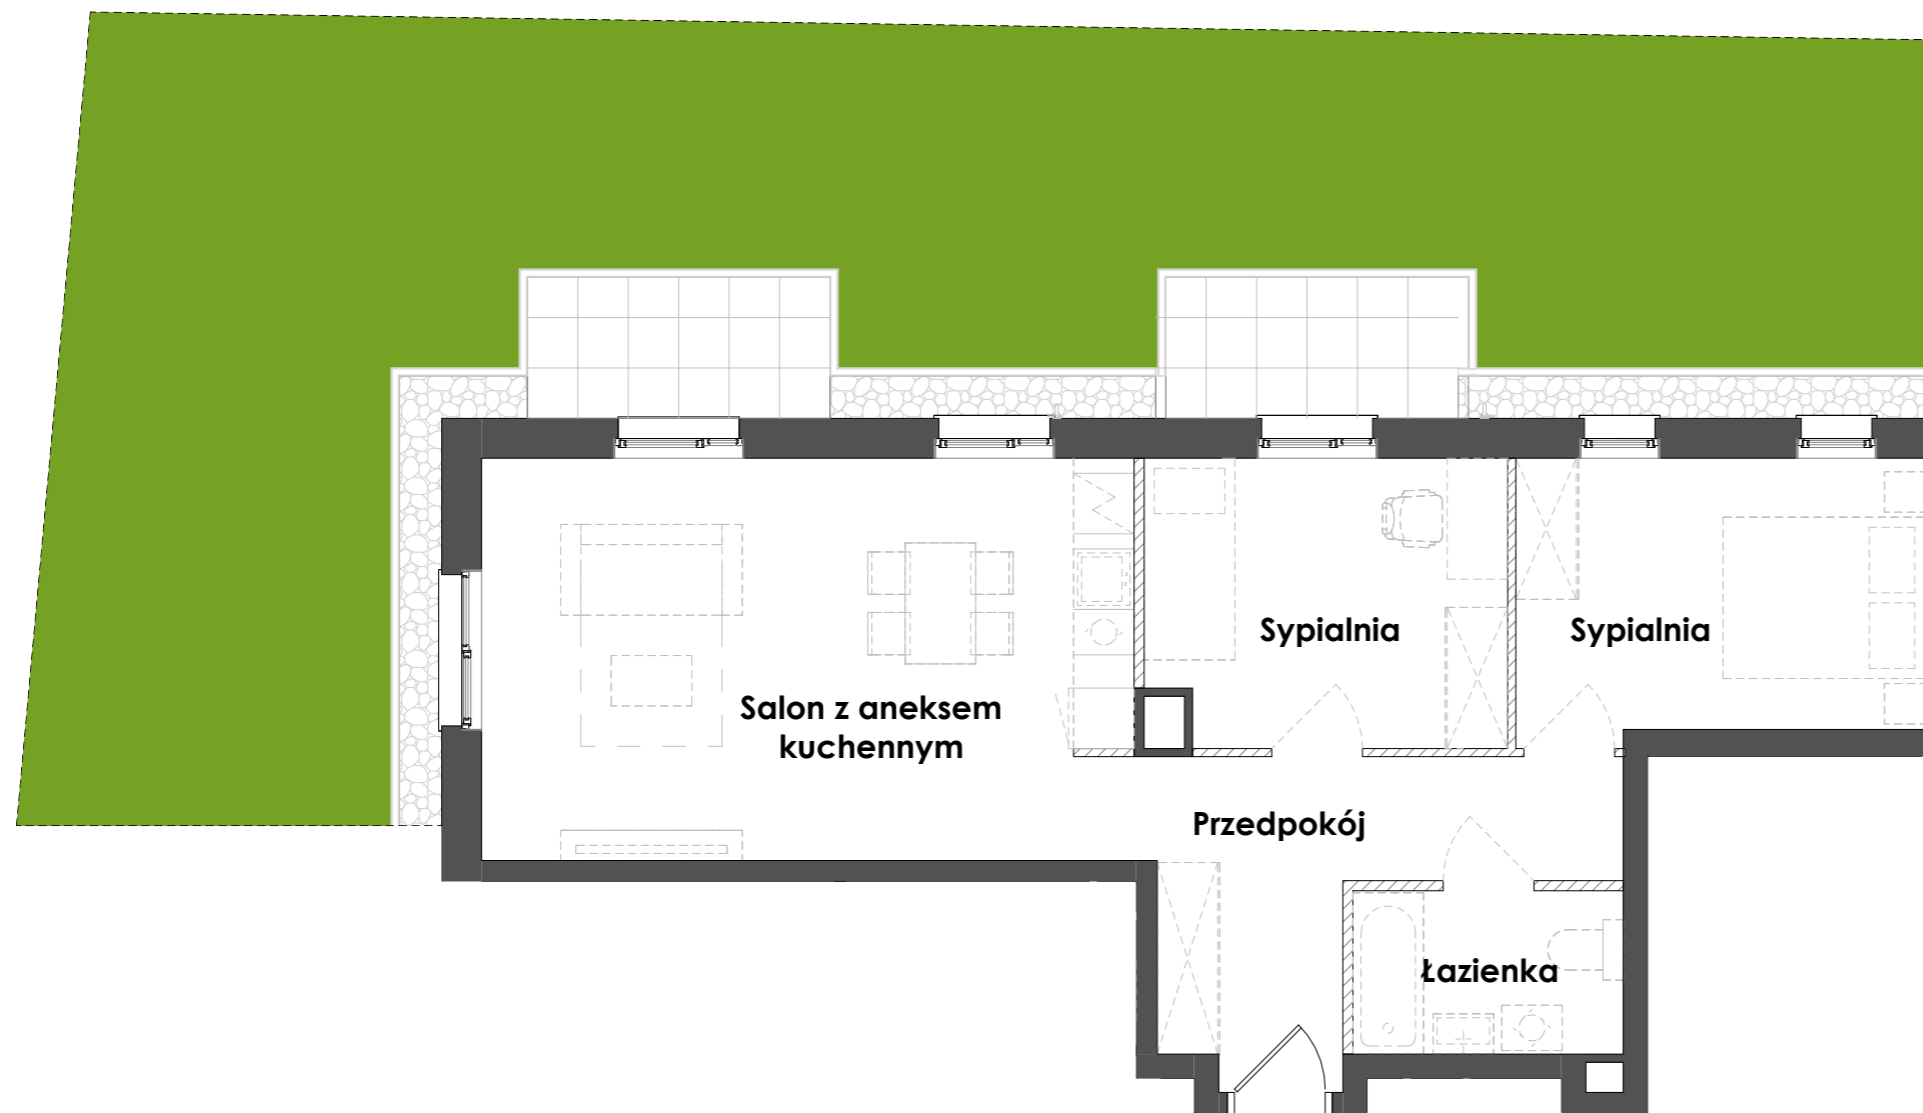 Sypialnia
Sypialnia
Salon z aneksem
kuchennym
Przedpokój
Łazienka